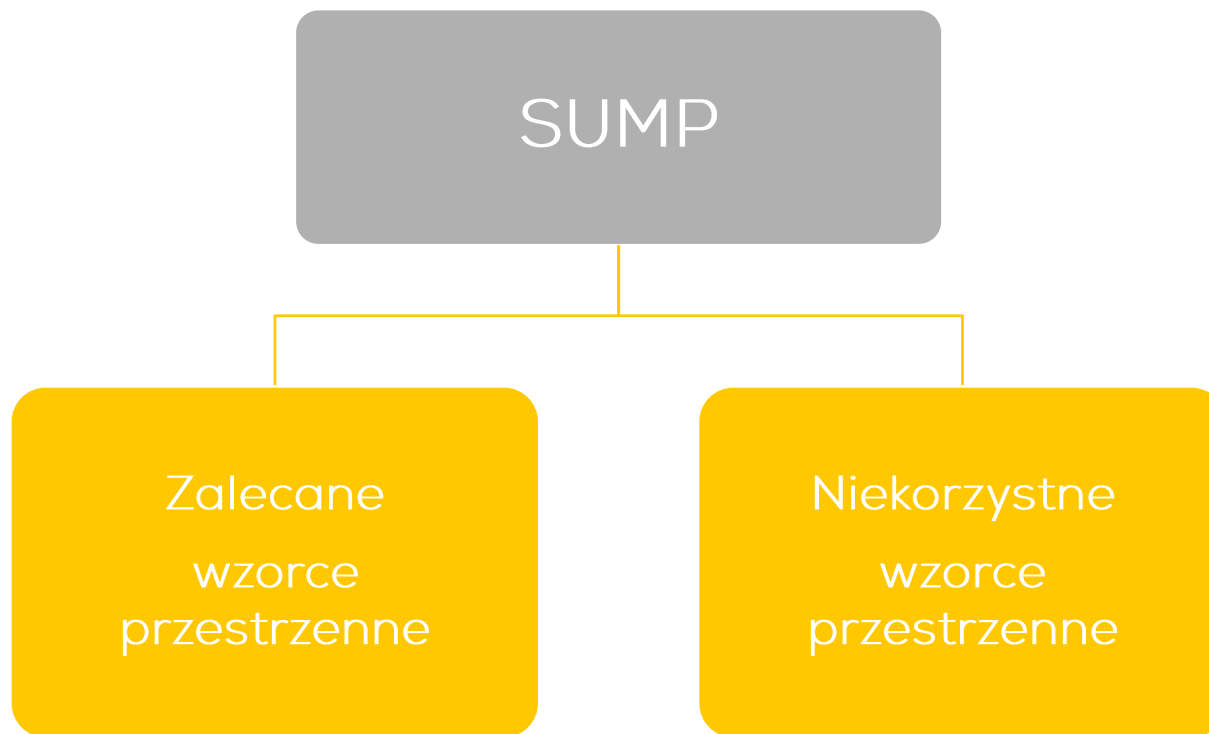 SUMP
Zalecane
wzorce
przestrzenne
Niekorzystne
wzorce
przestrzenne